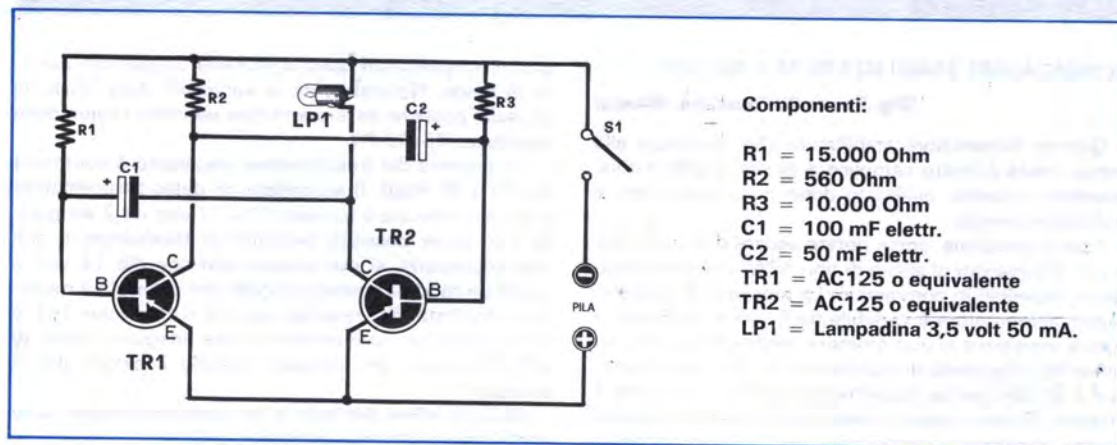 R1
R2
LP1
C2
+
R3
S1
C1
+
C
B
E
TR1
TR2
B
E
−
PILA
+
Componenti:
R1 = 15.000 Ohm
R2 = 560 Ohm
R3 = 10.000 Ohm
C1 = 100 mF elettr.
C2 = 50 mF elettr.
TR1 = AC125 o equivalente
TR2 = AC125 o equivalente
LP1 = Lampadina 3,5 volt 50 mA.